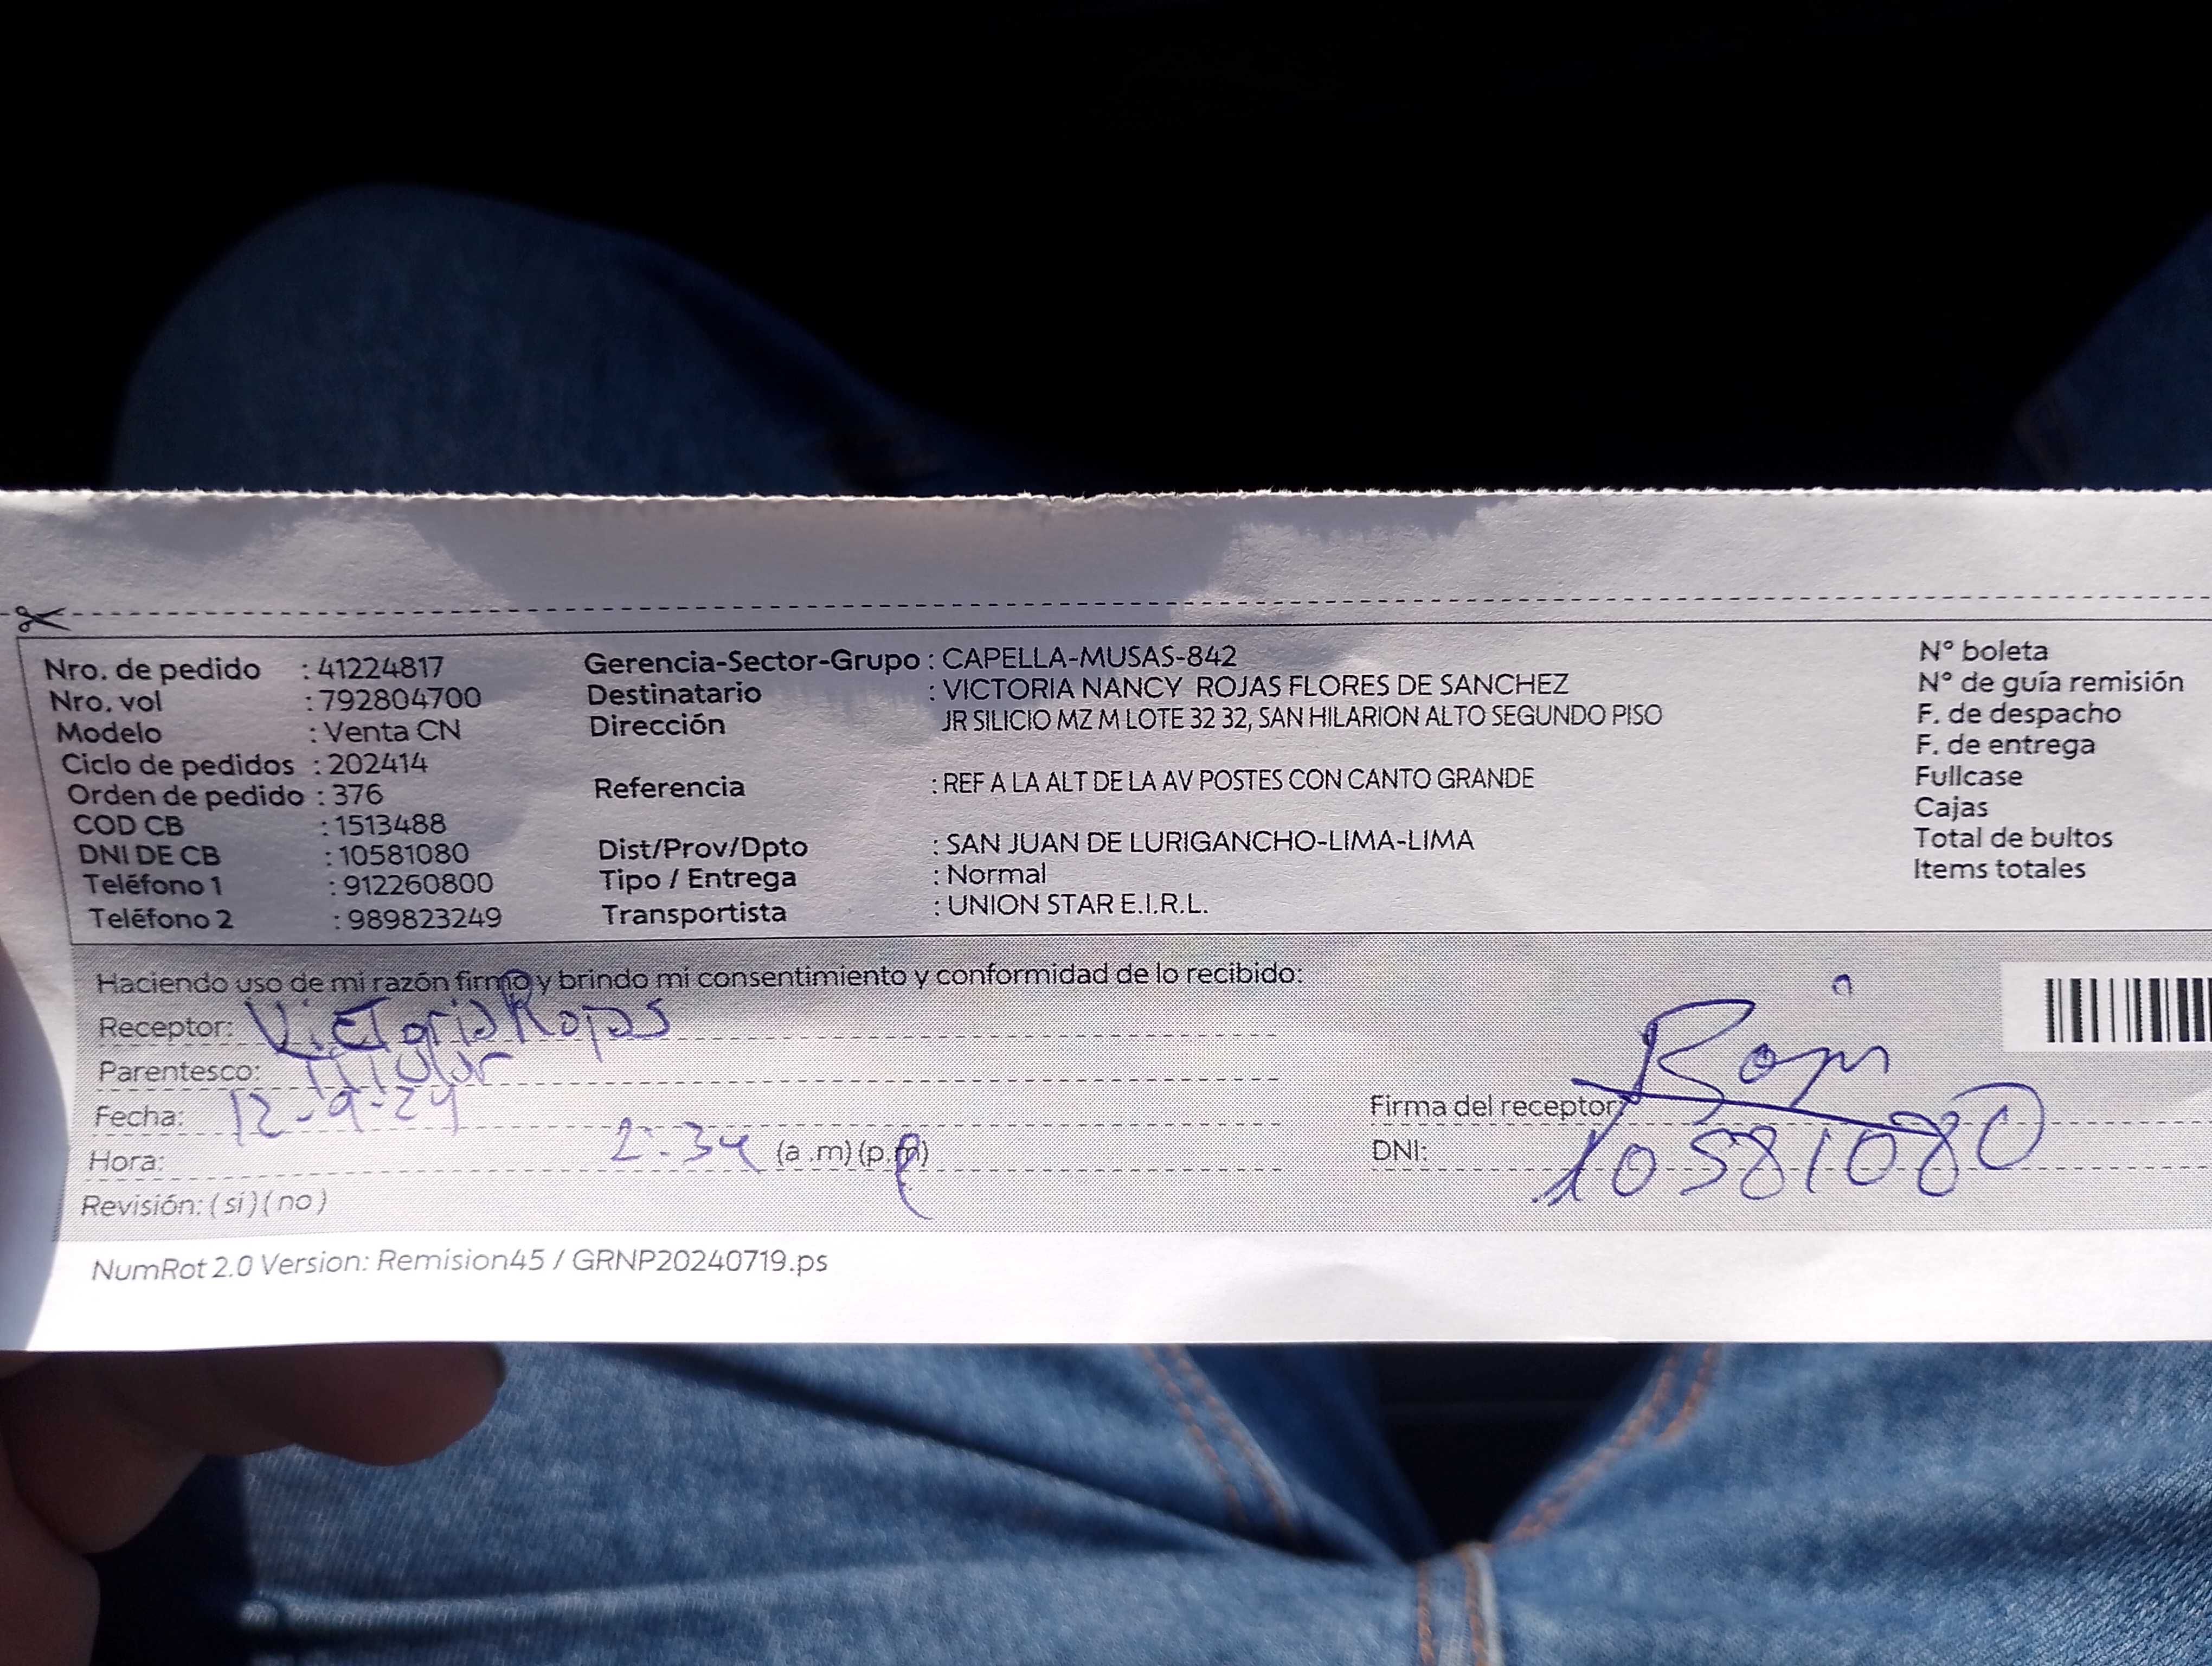 Nro. de pedido : 41224817
Nro. vol : 792804700
Modelo : Venta CN
Ciclo de pedidos : 202414
Orden de pedido : 376
COD CB : 1513488
DNI DE CB : 10581080
Teléfono 1 : 912260800
Teléfono 2 : 989823249
Gerencia-Sector-Grupo : CAPELLA-MUSAS-842
Destinatario : VICTORIA NANCY ROJAS FLORES DE SANCHEZ
Dirección JR SILICIO MZ M LOTE 32 32, SAN HILARION ALTO SEGUNDO PISO
Referencia : REF A LA ALT DE LA AV POSTES CON CANTO GRANDE
Dist/Prov/Dpto : SAN JUAN DE LURIGANCHO-LIMA-LIMA
Tipo / Entrega : Normal
Transportista : UNION STAR E.I.R.L.
N° boleta
N° de guía remisión
F. de despacho
F. de entrega
Fullcase
Cajas
Total de bultos
Items totales
Haciendo uso de mi razón firmo y brindo mi consentimiento y conformidad de lo recibido:
Receptor: Victoria Rojas
Parentesco: Titular
Fecha: 12-9-24
Hora: 2:34 (a.m) (p.m)
Revisión: (si) (no)
Firma del receptor: Rojas
DNI: 10581080
NumRot 2.0 Version: Remision45 / GRNP20240719.ps